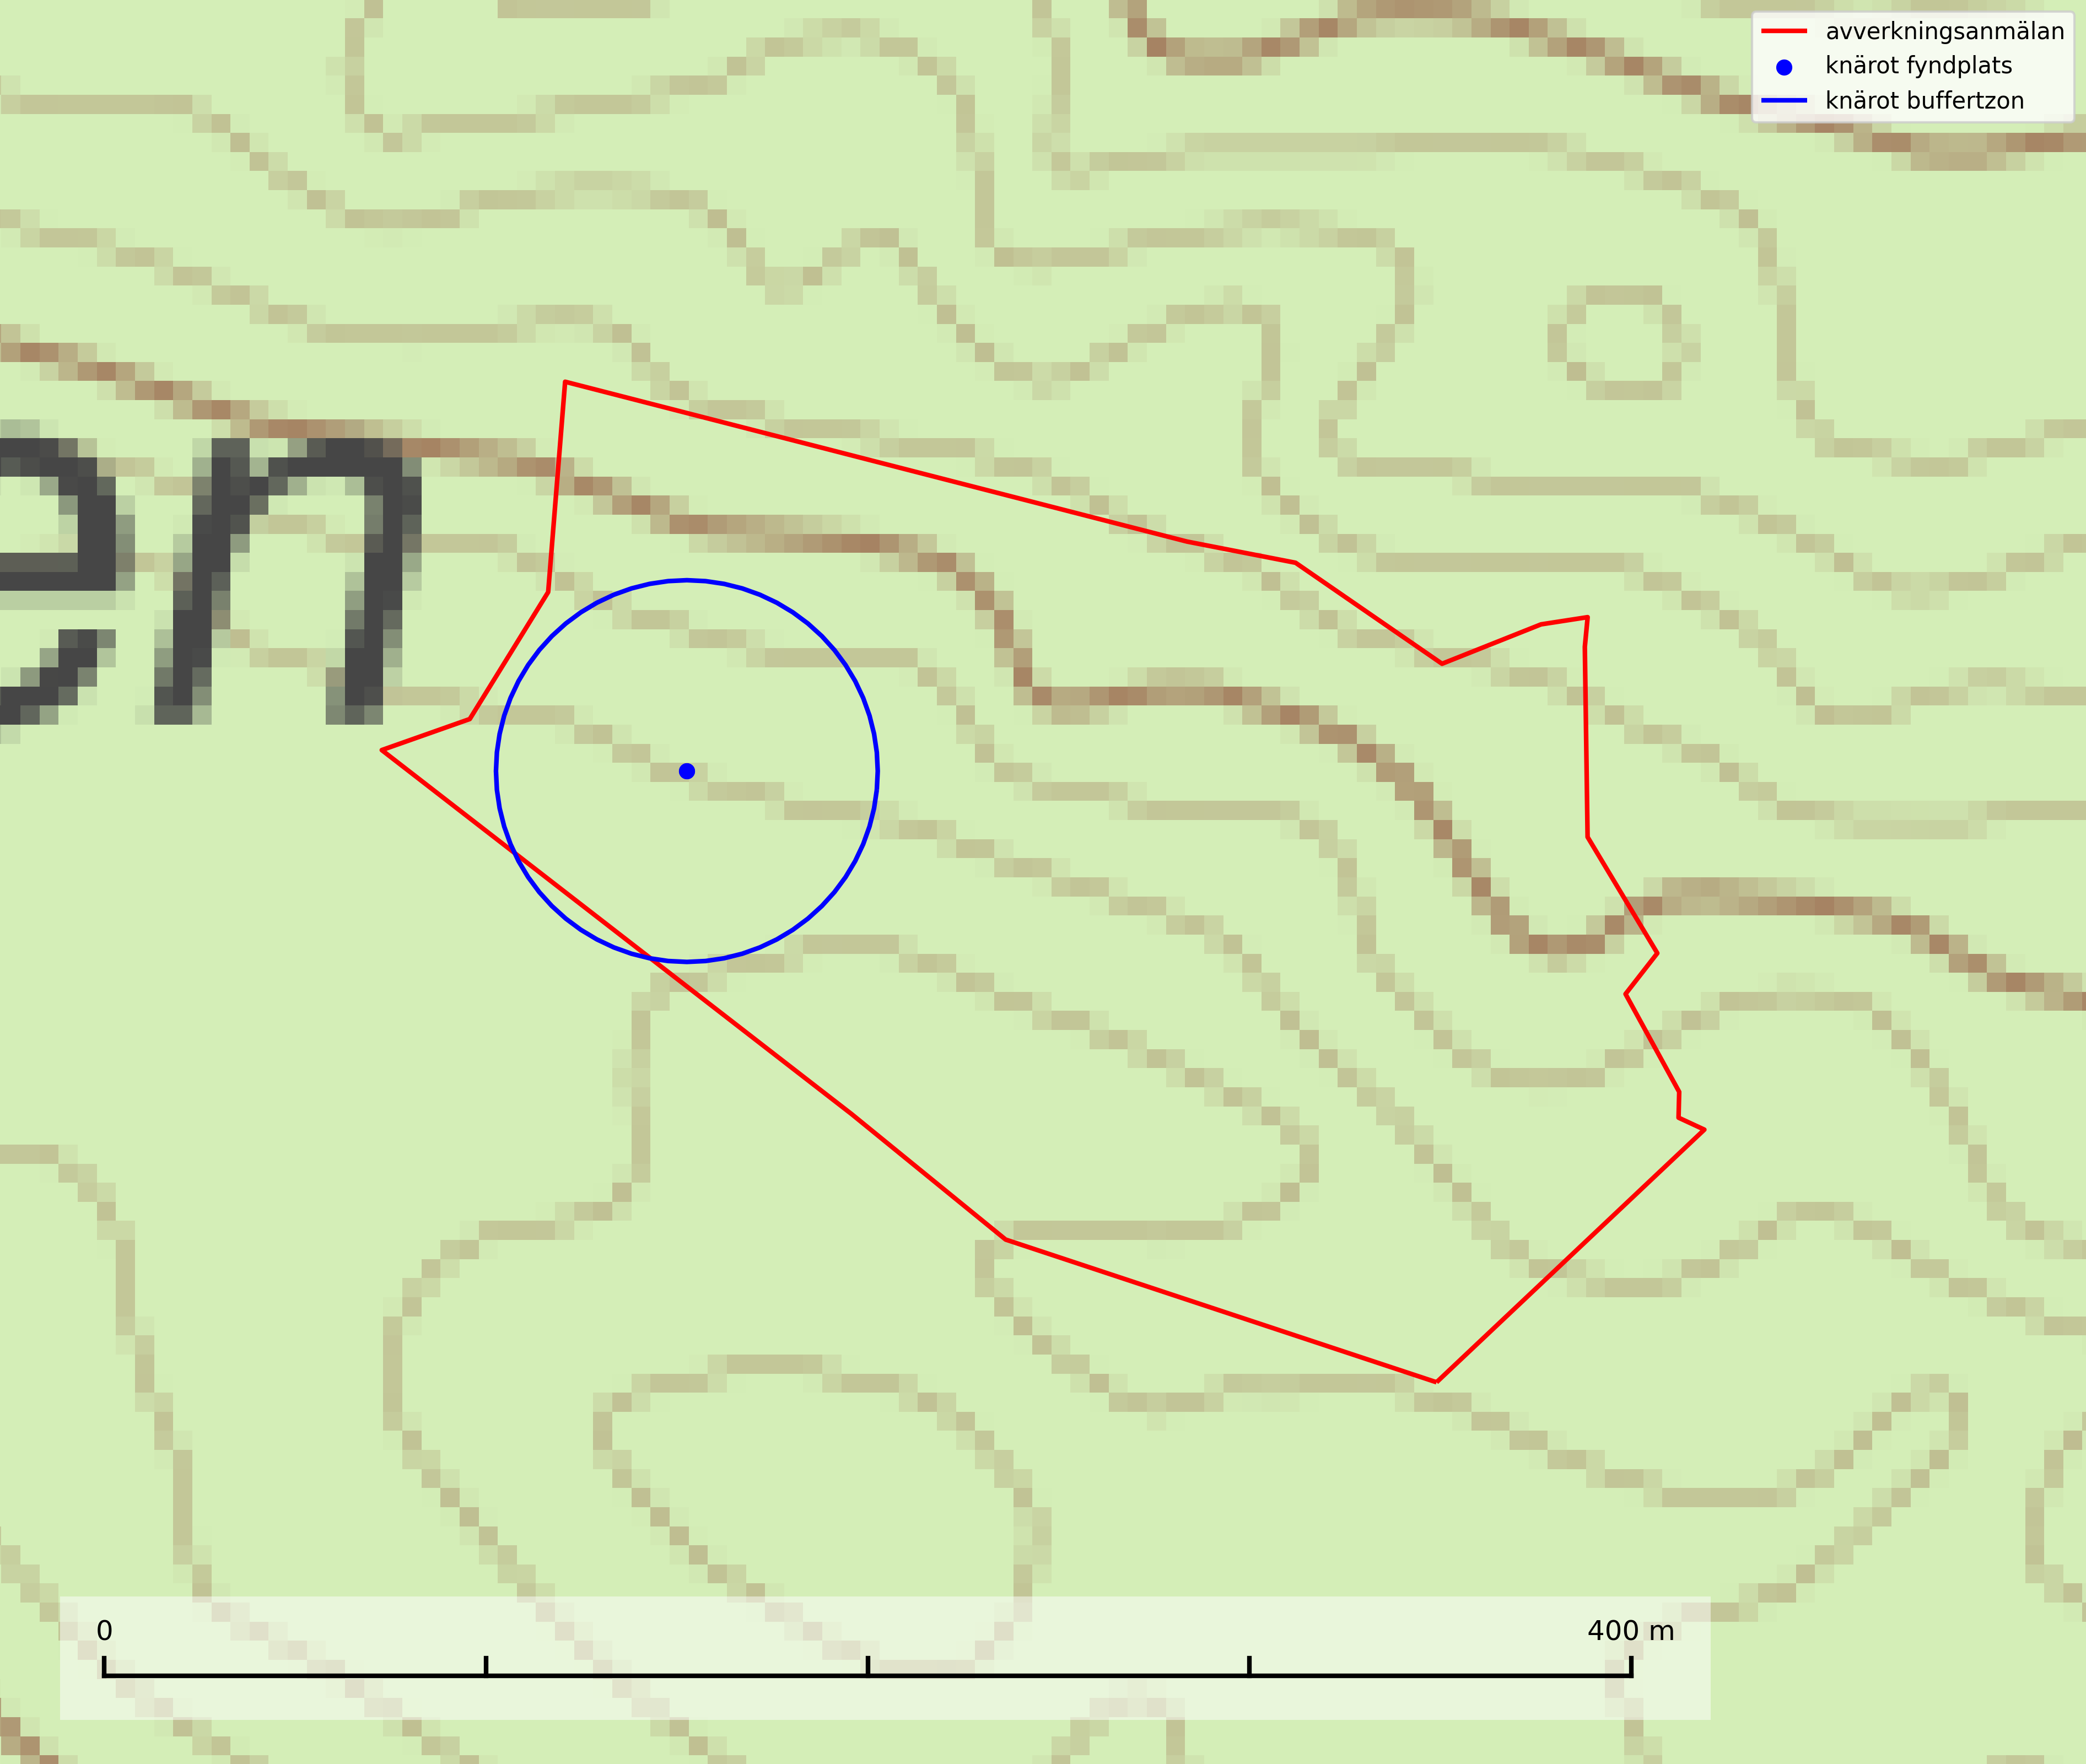 avverkningsanmälan
knärot fyndplats
knärot buffertzon
0
400 m